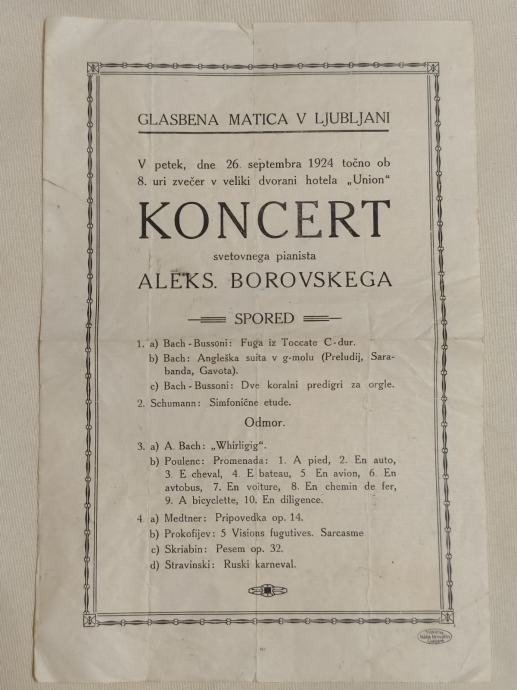 GLASBENA MATICA V LJUBLJANI
V petek, dne 26. septembra 1924 točno ob
8. uri zvečer v veliki dvorani hotela „Union"
KONCERT
svetovnega pianista
ALEKS. BOROVSKEGA
SPORED
1. a) Bach-Bussoni: Fuga iz Toccate C-dur.
b) Bach: Angleška suita v g-molu (Preludij, Sara-
banda, Gavota).
c) Bach-Bussoni: Dve koralni predigri za orgle.
2. Schumann: Simfonične etude.
Odmor.
3. a) A. Bach: „Whirligig".
b) Poulenc: Promenada: 1. A pied, 2. En auto,
3. E cheval, 4. E bateau, 5. En avion, 6. En
avtobus, 7. En voiture, 8. En chemin de fer,
9. A bicyclette, 10. En diligence.
4. a) Medtner: Pripovedka op. 14.
b) Prokofijev: 5 Visions fugutives. Sarcasme
c) Skriabin: Pesem op. 32.
d) Stravinski: Ruski karneval.